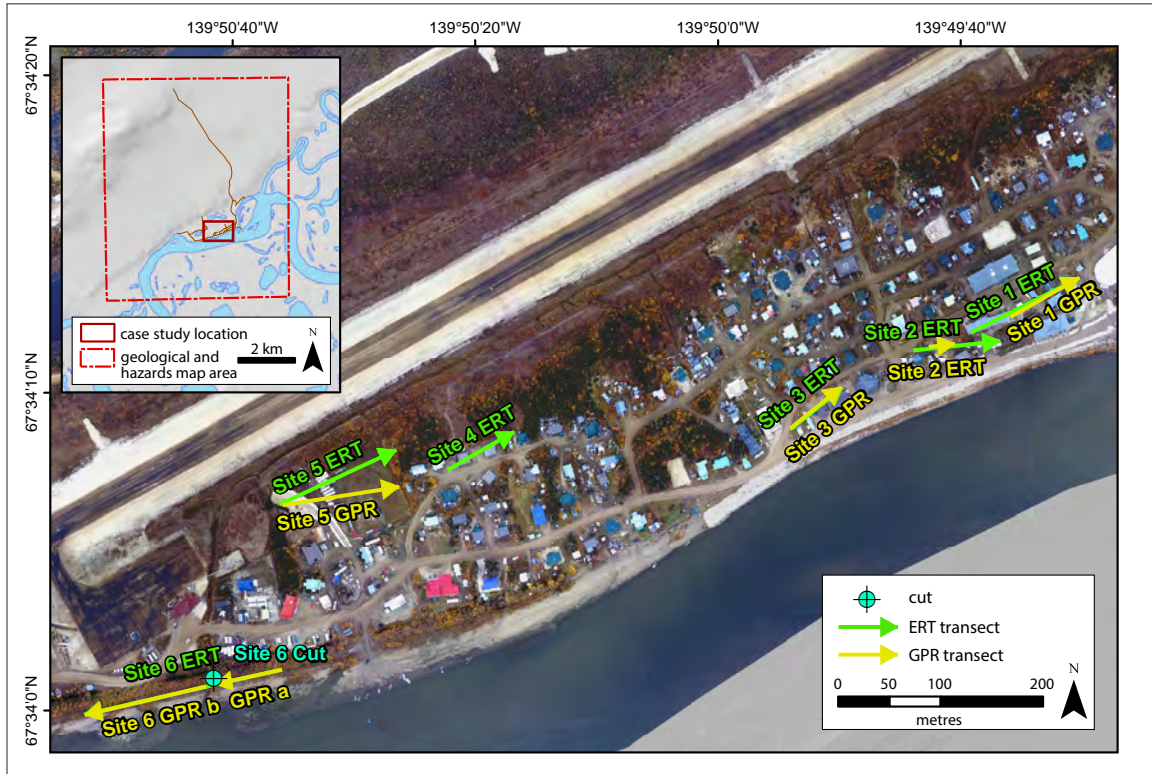 139°50'40"W
139°50'20"W
139°50'0"W
139°49'40"W
67°34'20"N
67°34'10"N
67°34'0"N
case study location
geological and
hazards map area
2 km
N
Site 1 ERT
Site 1 GPR
Site 2 ERT
Site 2 ERT
Site 3 ERT
Site 3 GPR
Site 4 ERT
Site 5 ERT
Site 5 GPR
Site 6 ERT
Site 6 Cut
Site 6 GPR b
GPR a
cut
ERT transect
GPR transect
N
0 50 100 200
metres